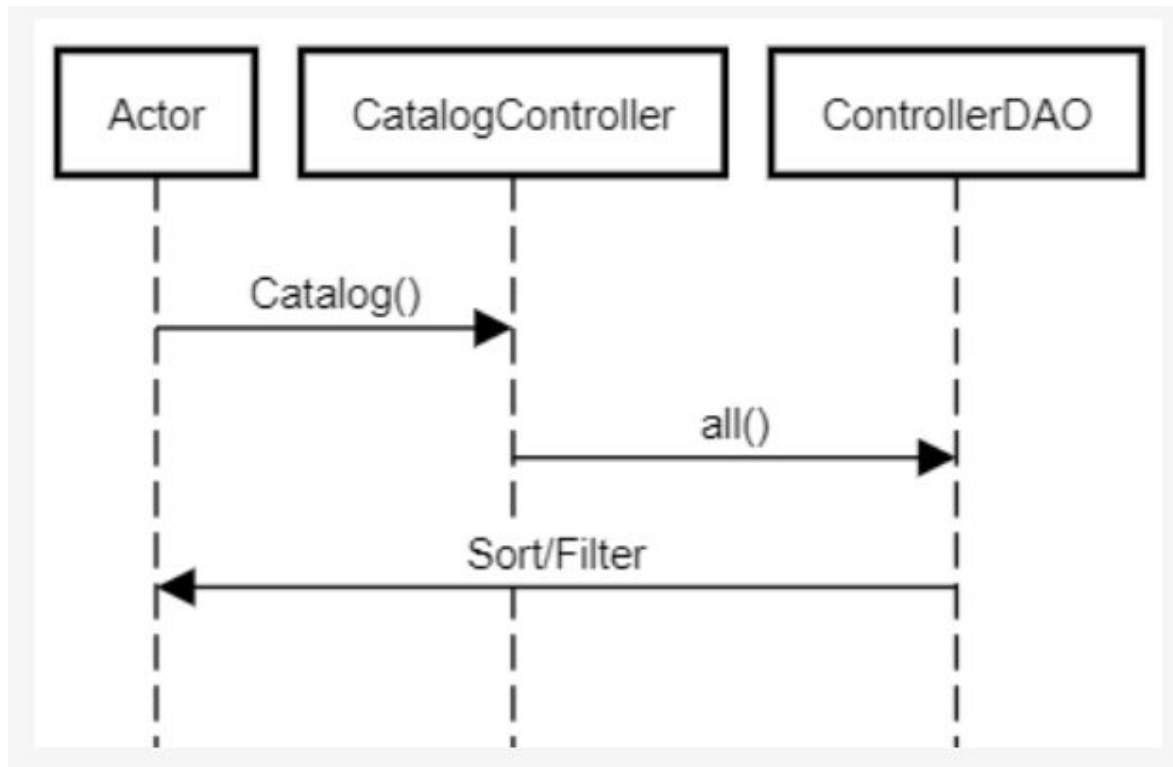 Actor
CatalogController
ControllerDAO
Catalog()
all()
Sort/Filter